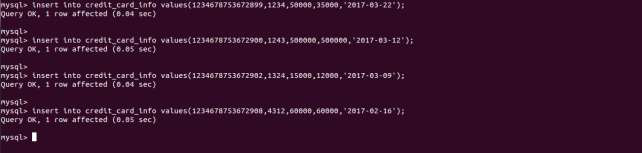 mysql> insert into credit_card_info values(1234678753672899,1234,50000,35000,'2017-03-22');
Query OK, 1 row affected (0.04 sec)
mysql>
mysql> insert into credit_card_info values(1234678753672900,1243,500000,500000,'2017-03-12');
Query OK, 1 row affected (0.05 sec)
mysql>
mysql> insert into credit_card_info values(1234678753672902,1324,15000,12000,'2017-03-09');
Query OK, 1 row affected (0.04 sec)
mysql>
mysql> insert into credit_card_info values(1234678753672908,4312,60000,60000,'2017-02-16');
Query OK, 1 row affected (0.05 sec)
mysql>